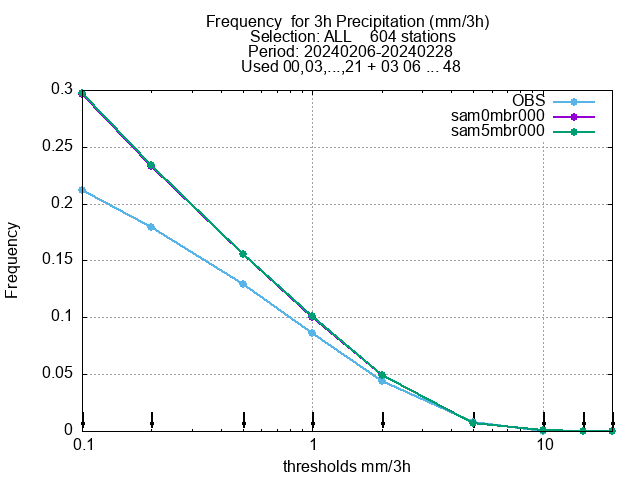 Frequency  for 3h Precipitation (mm/3h)
Selection: ALL    604 stations
Period: 20240206-20240228
Used 00,03,...,21 + 03 06 ... 48
OBS
sam0mbr000
sam5mbr000
0.3
0.25
0.2
0.15
0.1
0.05
0
Frequency
0.1 1 10
thresholds mm/3h